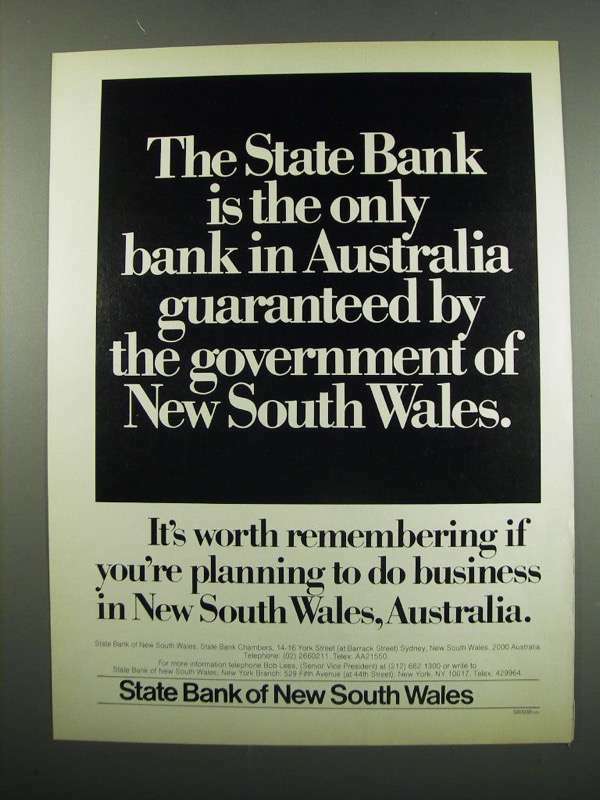 The State Bank
is the only
bank in Australia
guaranteed by
the government of
New South Wales.
It's worth remembering if
you're planning to do business
in New South Wales, Australia.
State Bank of New South Wales, State Bank Chambers, 14-16 York Street (at Barrack Street) Sydney, New South Wales, 2000 Australia.
Telephone: (02) 2660211. Telex: AA21550.
For more information telephone Bob Lees, (Senior Vice President) at (212) 682 1300 or write to
State Bank of New South Wales, New York Branch: 529 Fifth Avenue (at 44th Street), New York, NY 10017, Telex: 429964.
State Bank of New South Wales